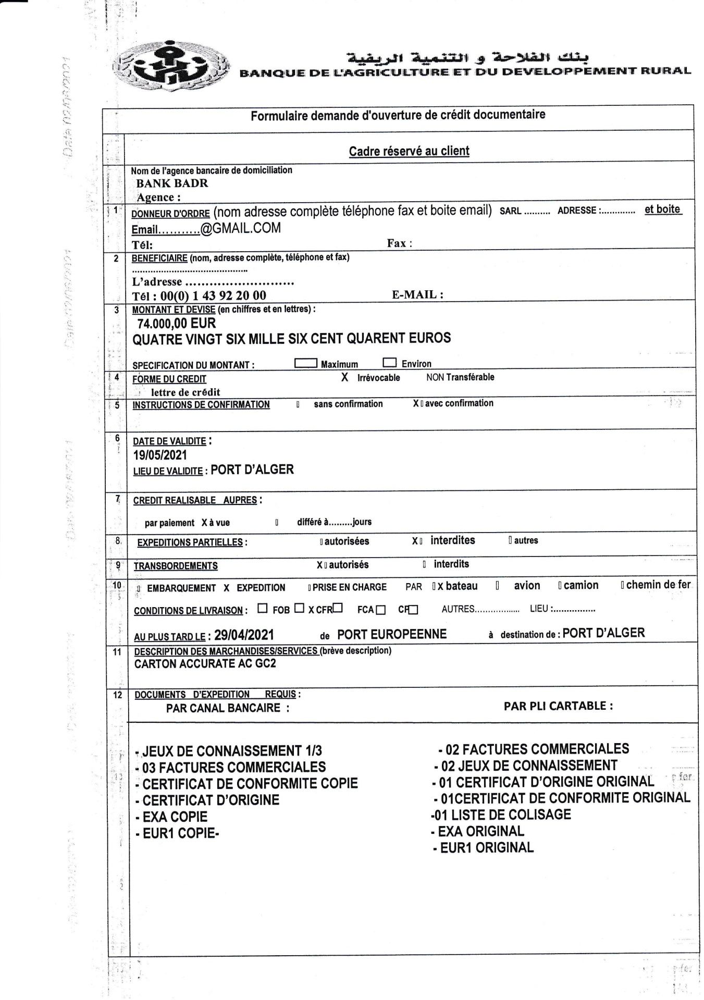 بنك الفلاحة و التنمية الريفية
BANQUE DE L'AGRICULTURE ET DU DEVELOPPEMENT RURAL
Formulaire demande d'ouverture de crédit documentaire
Cadre réservé au client
Nom de l'agence bancaire de domiciliation
BANK BADR
Agence :
1 DONNEUR D'ORDRE (nom adresse complète téléphone fax et boite email) SARL .......... ADRESSE :............. et boite
Email...........@GMAIL.COM
Tél: Fax :
2 BENEFICIAIRE (nom, adresse complète, téléphone et fax)
............................................
L'adresse ...........................
Tél : 00(0) 1 43 92 20 00 E-MAIL :
3 MONTANT ET DEVISE (en chiffres et en lettres) :
74.000,00 EUR
QUATRE VINGT SIX MILLE SIX CENT QUARENT EUROS
SPECIFICATION DU MONTANT : Maximum Environ
4 FORME DU CREDIT X Irrévocable NON Transférable
lettre de crédit
5 INSTRUCTIONS DE CONFIRMATION sans confirmation X avec confirmation
6 DATE DE VALIDITE :
19/05/2021
LIEU DE VALIDITE : PORT D'ALGER
7 CREDIT REALISABLE AUPRES :
par paiement X à vue différé à.........jours
8 EXPEDITIONS PARTIELLES : autorisées X interdites autres
9 TRANSBORDEMENTS X autorisés interdits
10 EMBARQUEMENT X EXPEDITION PRISE EN CHARGE PAR X bateau avion camion chemin de fer
CONDITIONS DE LIVRAISON : FOB X CFR FCA AUTRES................. LIEU :................
AU PLUS TARD LE : 29/04/2021 de PORT EUROPEENNE à destination de : PORT D'ALGER
11 DESCRIPTION DES MARCHANDISES/SERVICES (brève description)
CARTON ACCURATE AC GC2
12 DOCUMENTS D'EXPEDITION REQUIS :
PAR CANAL BANCAIRE : PAR PLI CARTABLE :
- JEUX DE CONNAISSEMENT 1/3 - 02 FACTURES COMMERCIALES
- 03 FACTURES COMMERCIALES - 02 JEUX DE CONNAISSEMENT
- CERTIFICAT DE CONFORMITE COPIE - 01 CERTIFICAT D'ORIGINE ORIGINAL
- CERTIFICAT D'ORIGINE - 01CERTIFICAT DE CONFORMITE ORIGINAL
- EXA COPIE -01 LISTE DE COLISAGE
- EUR1 COPIE- - EXA ORIGINAL
- EUR1 ORIGINAL